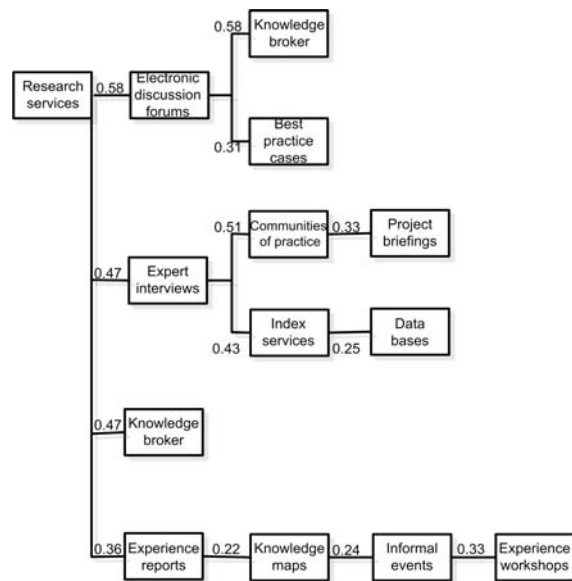 0.58
Knowledge
broker
Research
services
0.58
Electronic
discussion
forums
0.31
Best
practice
cases
0.51
Communities
of practice
0.33
Project
briefings
0.47
Expert
interviews
0.43
Index
services
0.25
Data
bases
0.47
Knowledge
broker
0.36
Experience
reports
0.22
Knowledge
maps
0.24
Informal
events
0.33
Experience
workshops